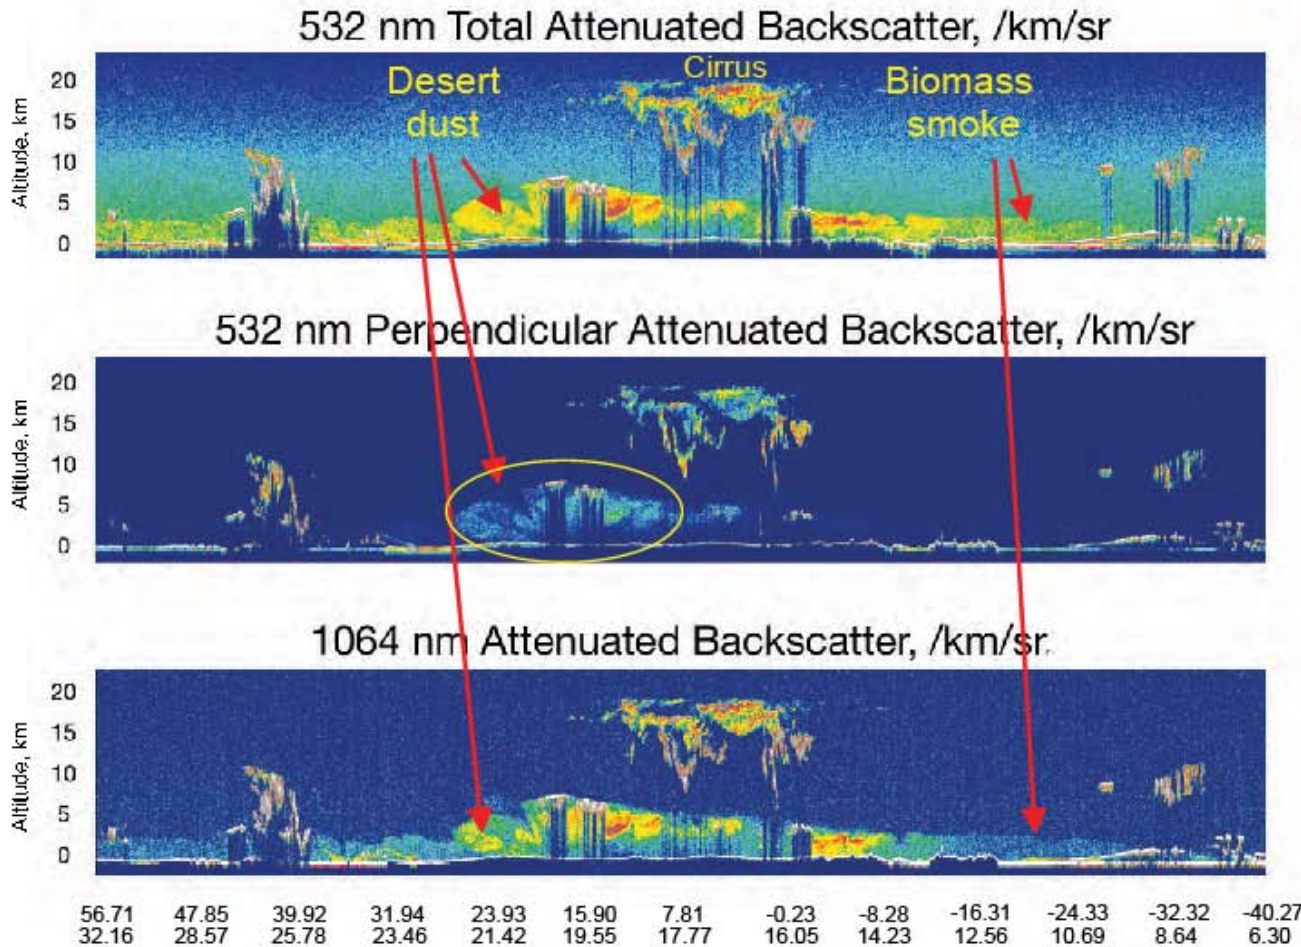 532 nm Total Attenuated Backscatter, /km/sr
Altitude, km
20
15
10
5
0
Desert
dust
Cirrus
Biomass
smoke
532 nm Perpendicular Attenuated Backscatter, /km/sr
Altitude, km
20
15
10
5
0
1064 nm Attenuated Backscatter, /km/sr.
Altitude, km
20
15
10
5
0
56.71 47.85 39.92 31.94 23.93 15.90 7.81 -0.23 -8.28 -16.31 -24.33 -32.32 -40.27
32.16 28.57 25.78 23.46 21.42 19.55 17.77 16.05 14.23 12.56 10.69 8.64 6.30